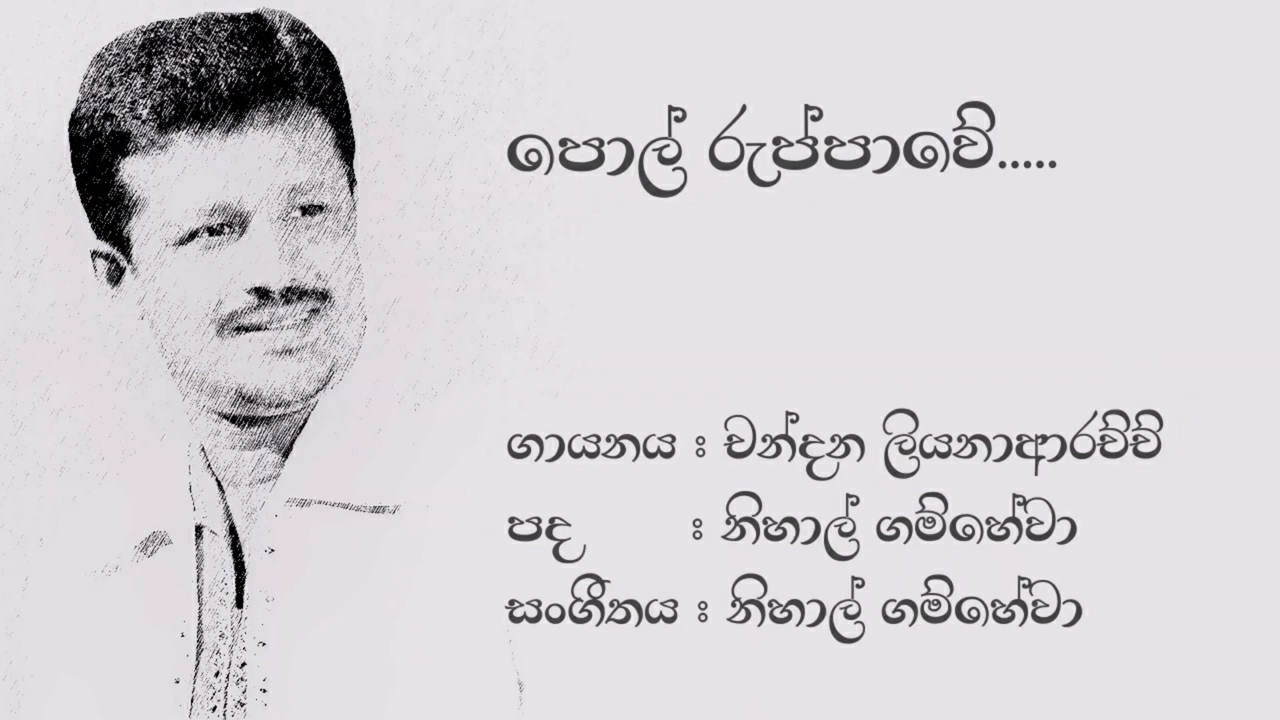 පොල් රුප්පාවේ.....
ගායනය : චන්දන ලියනාආරච්චි
පද : නිහාල් ගම්හේවා
සංගීතය : නිහාල් ගම්හේවා